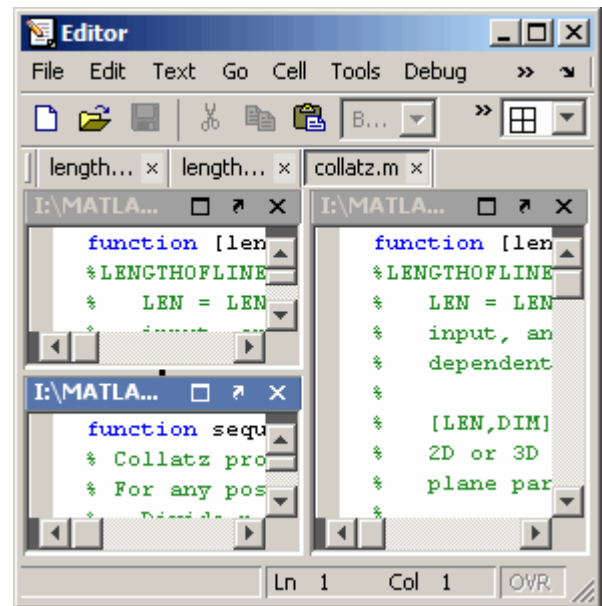 Editor
File Edit Text Go Cell Tools Debug »
B... »
length... × length... × collatz.m ×
I:\MATLA...
function [len
%LENGTHOFLINE
% LEN = LEN
I:\MATLA...
function sequ
% Collatz pro
% For any pos
I:\MATLA...
function [len
%LENGTHOFLINE
% LEN = LEN
% input, an
% dependent
%
% [LEN,DIM]
% 2D or 3D
% plane par
%
Ln 1 Col 1 OVR